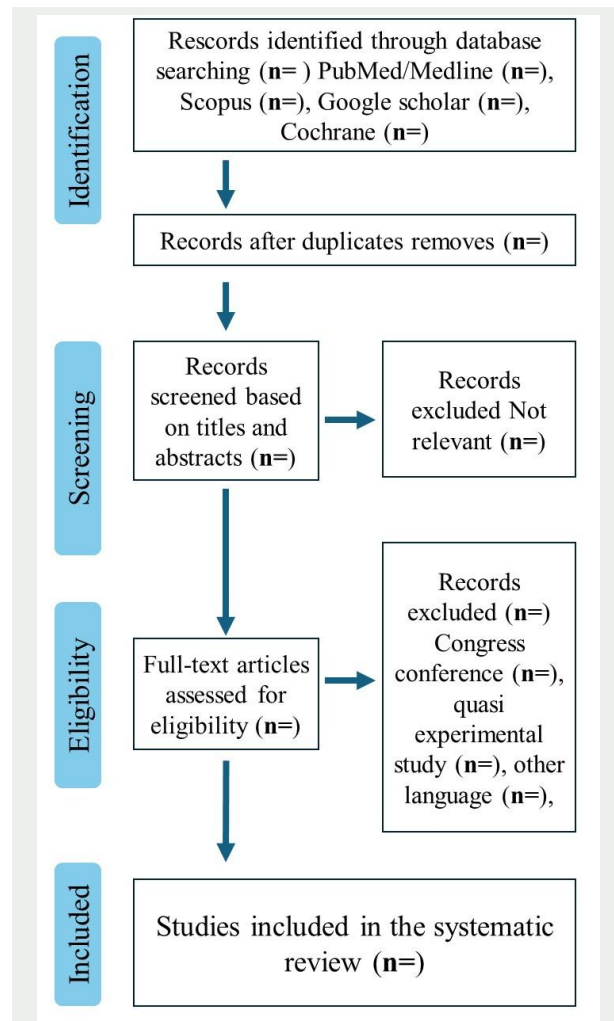 Identification
Rescords identified through database
searching (n= ) PubMed/Medline (n=),
Scopus (n=), Google scholar (n=),
Cochrane (n=)
Records after duplicates removes (n=)
Screening
Records
screened based
on titles and
abstracts (n=)
Records
excluded Not
relevant (n=)
Eligibility
Full-text articles
assessed for
eligibility (n=)
Records
excluded (n=)
Congress
conference (n=),
quasi
experimental
study (n=), other
language (n=),
Included
Studies included in the systematic
review (n=)